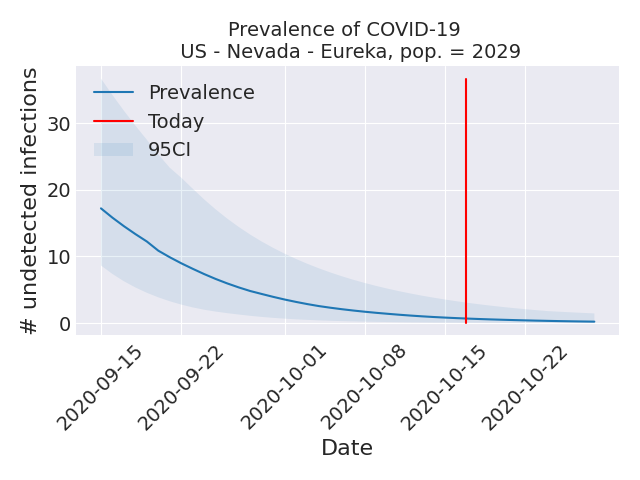 Prevalence of COVID-19
US - Nevada - Eureka, pop. = 2029
# undetected infections
30
20
10
0
Prevalence
Today
95CI
2020-09-15
2020-09-22
2020-10-01
2020-10-08
2020-10-15
2020-10-22
Date